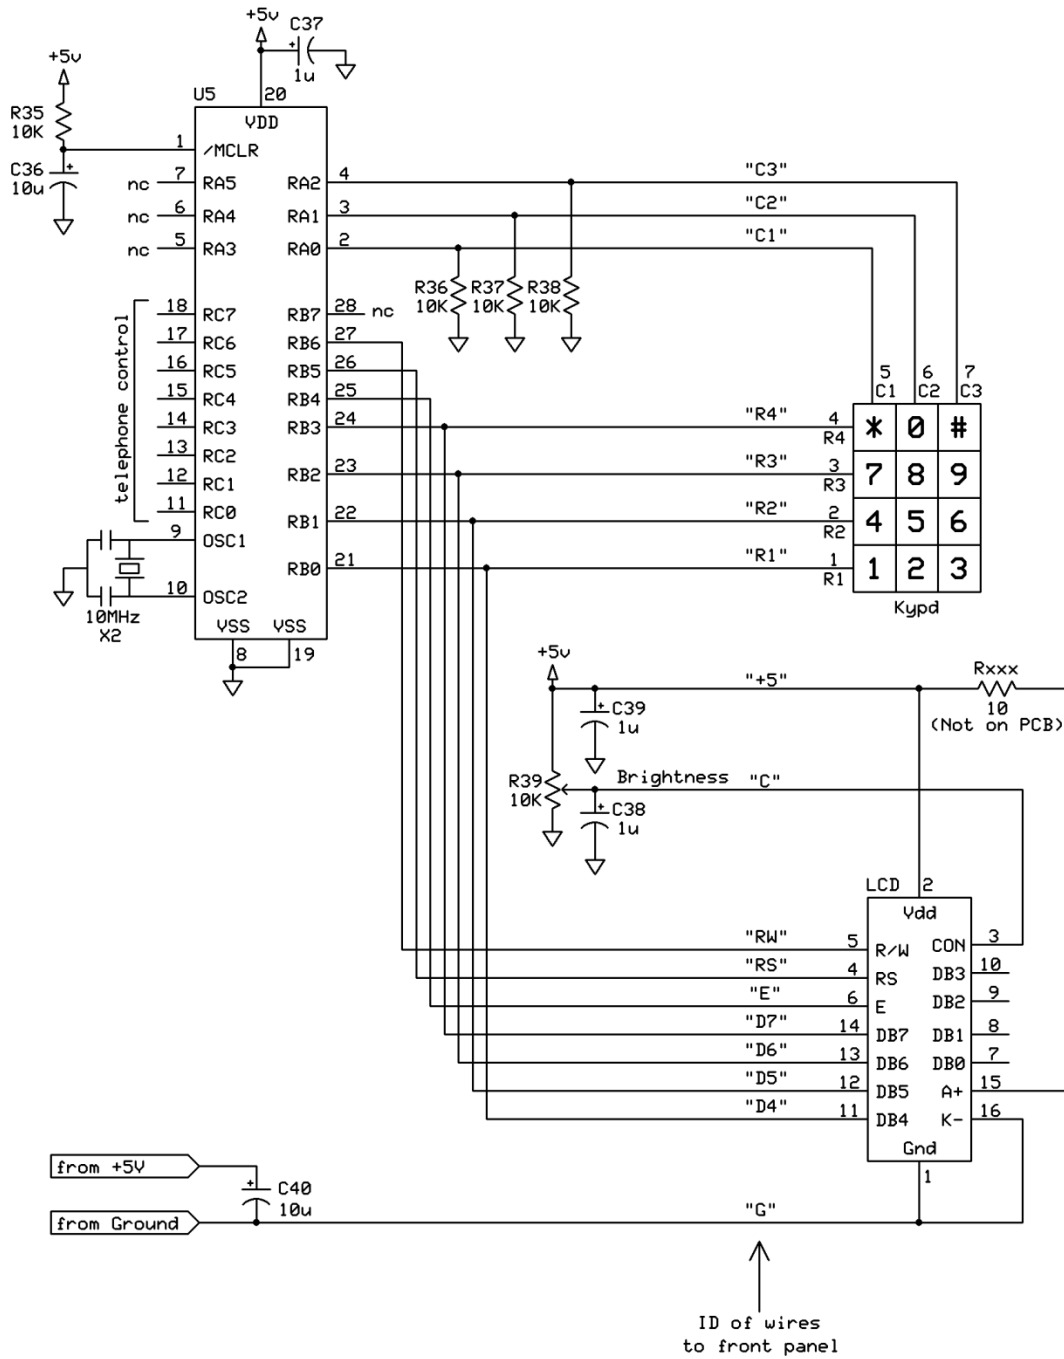 +5v
C37
1u
+5v
R35
10K
C36
10u
U5
20
VDD
1
/MCLR
nc
7
RA5
nc
6
RA4
nc
5
RA3
RA2
4
"C3"
RA1
3
"C2"
RA0
2
"C1"
R36
10K
R37
10K
R38
10K
telephone control
18
RC7
17
RC6
16
RC5
15
RC4
14
RC3
13
RC2
12
RC1
11
RC0
9
OSC1
10
OSC2
10MHz
X2
RB7
28
nc
RB6
27
RB5
26
RB4
25
RB3
24
RB2
23
RB1
22
RB0
21
VSS
VSS
8
19
5
6
7
C1
C2
C3
"R4"
4
R4
* 0 #
"R3"
3
R3
7 8 9
"R2"
2
R2
4 5 6
"R1"
1
R1
1 2 3
Kypd
+5v
"+5"
Rxxx
10
(Not on PCB)
C39
1u
R39
10K
Brightness
"C"
C38
1u
LCD
2
Vdd
"RW"
5
R/W
"RS"
4
RS
"E"
6
E
"D7"
14
DB7
"D6"
13
DB6
"D5"
12
DB5
"D4"
11
DB4
CON
3
DB3
10
DB2
9
DB1
8
DB0
7
A+
15
K-
16
Gnd
1
from +5V
C40
10u
from Ground
"G"
ID of wires
to front panel